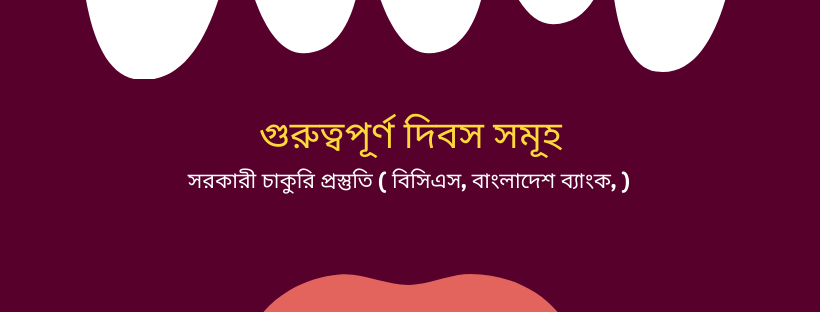 গুরুত্বপূর্ণ দিবস সমূহ
সরকারী চাকুরি প্রস্তুতি ( বিসিএস, বাংলাদেশ ব্যাংক, )